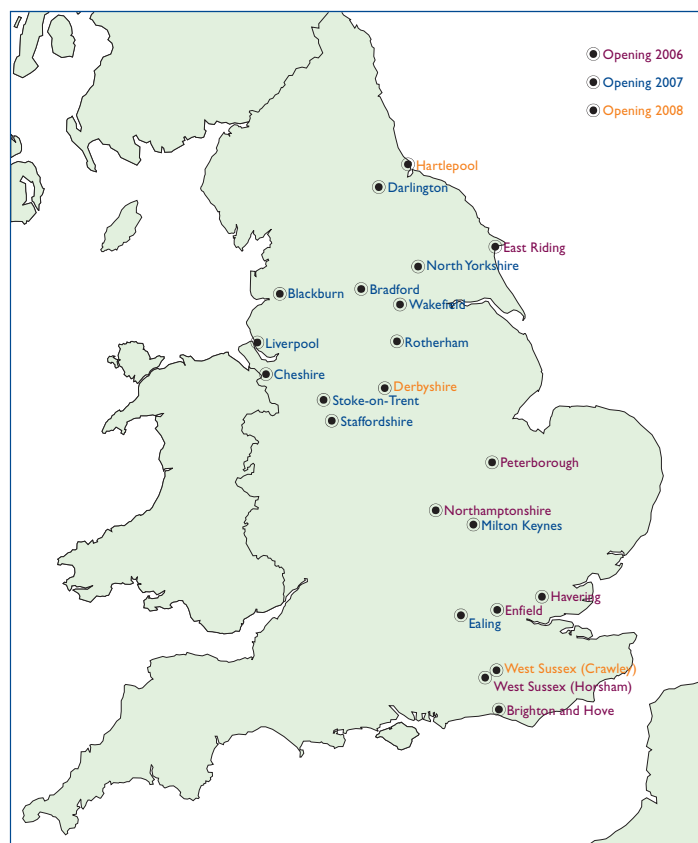 Opening 2006
Opening 2007
Opening 2008
Hartlepool
Darlington
East Riding
North Yorkshire
Bradford
Blackburn
Wakefield
Liverpool
Rotherham
Cheshire
Derbyshire
Stoke-on-Trent
Staffordshire
Peterborough
Northamptonshire
Milton Keynes
Havering
Enfield
Ealing
West Sussex (Crawley)
West Sussex (Horsham)
Brighton and Hove